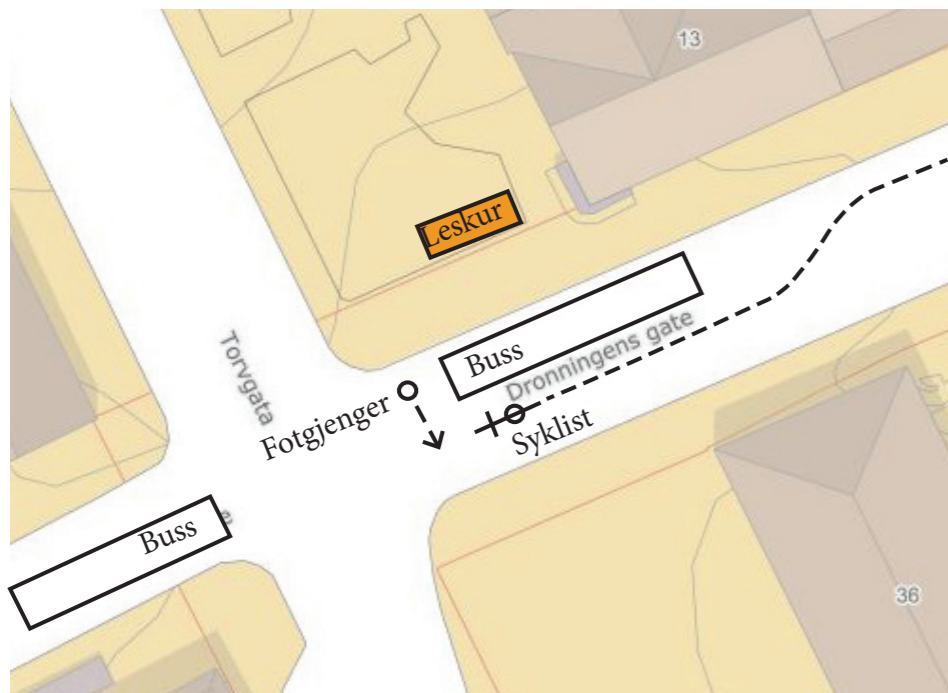 13
Leskur
Buss
Dronningens gate
Torvgata
Fotgjenger
Syklist
Buss
36